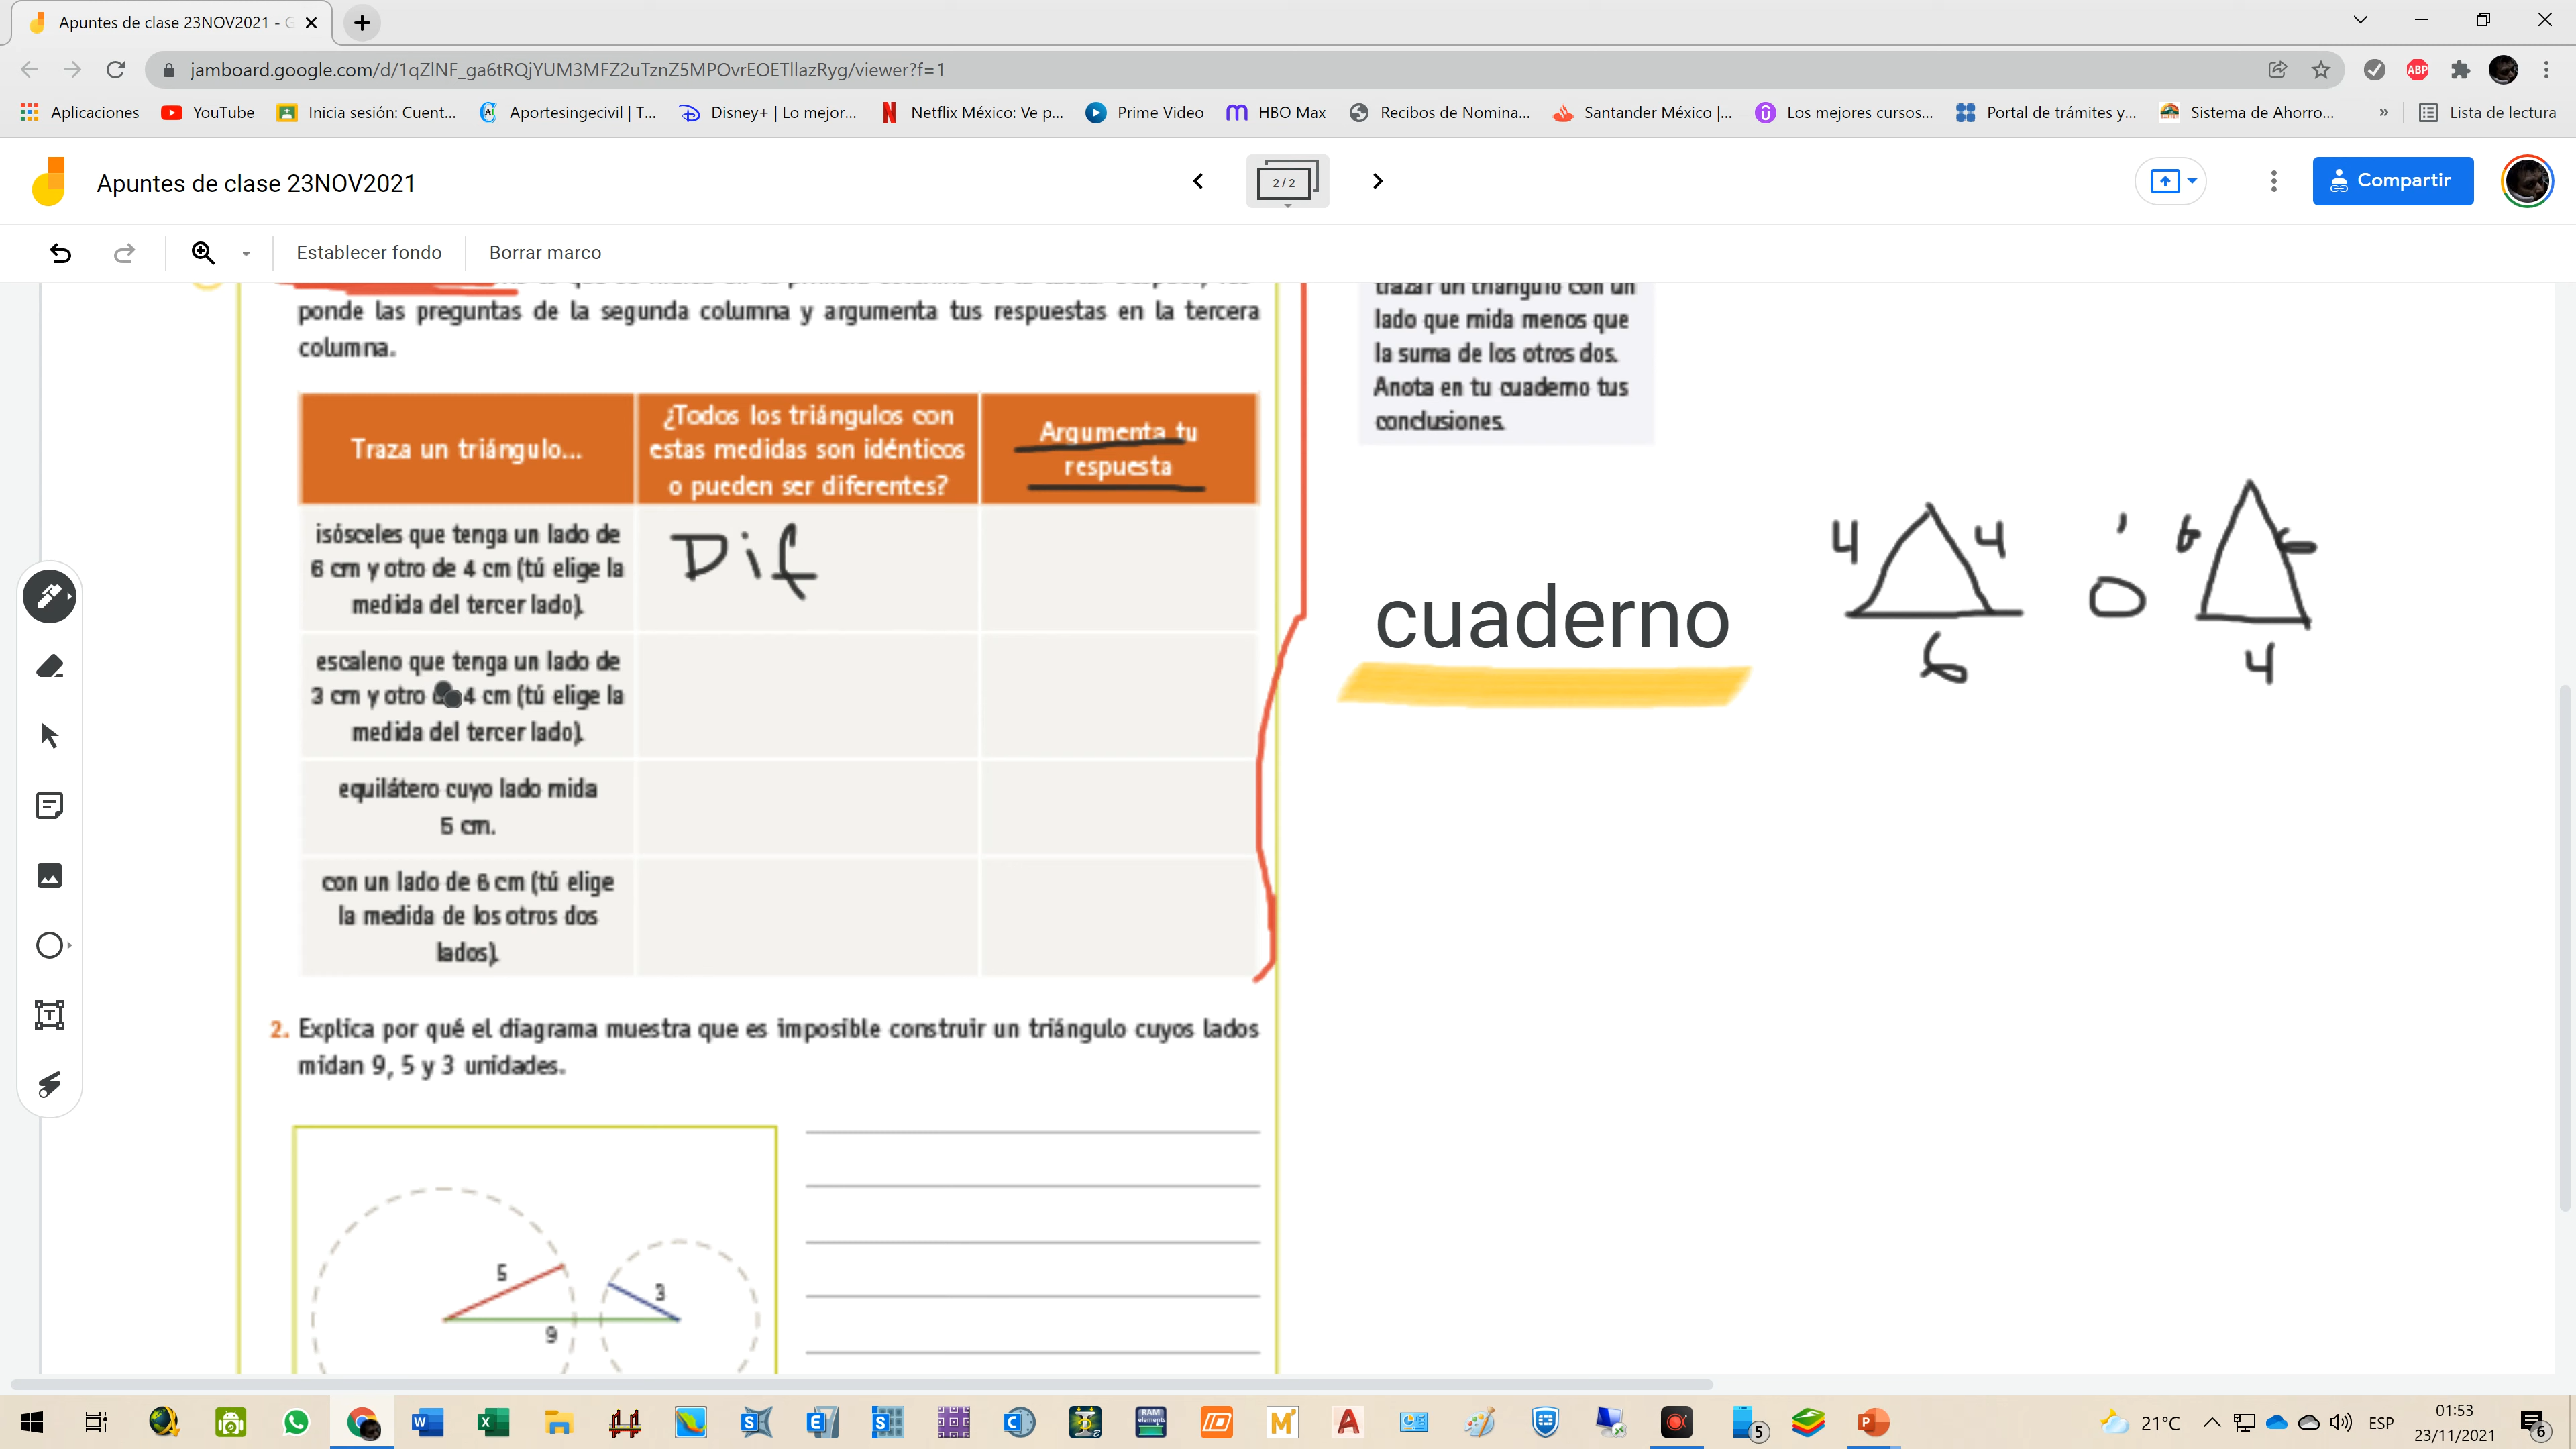 Apuntes de clase 23NOV2021 - G
jamboard.google.com/d/1qZlNF_ga6tRQjYUM3MFZ2uTznZ5MPOvrEOETllazRyg/viewer?f=1
ABP
Aplicaciones
YouTube
Inicia sesión: Cuent...
Aportesingecivil | T...
Disney+ | Lo mejor...
Netflix México: Ve p...
Prime Video
HBO Max
Recibos de Nomina...
Santander México |...
Los mejores cursos...
Portal de trámites y...
Sistema de Ahorro...
»
Lista de lectura
Apuntes de clase 23NOV2021
2 / 2
Compartir
Establecer fondo
Borrar marco
ponde las preguntas de la segunda columna y argumenta tus respuestas en la tercera
columna.
Traza un triángulo...
¿Todos los triángulos con
estas medidas son idénticos
o pueden ser diferentes?
Argumenta tu
respuesta
isósceles que tenga un lado de
6 cm y otro de 4 cm (tú elige la
medida del tercer lado).
Dif
escaleno que tenga un lado de
3 cm y otro 4 cm (tú elige la
medida del tercer lado).
equilátero cuyo lado mida
5 cm.
con un lado de 6 cm (tú elige
la medida de los otros dos
lados).
2. Explica por qué el diagrama muestra que es imposible construir un triángulo cuyos lados
midan 9, 5 y 3 unidades.
5
3
9
trazar un triángulo con un
lado que mida menos que
la suma de los otros dos.
Anota en tu cuaderno tus
conclusiones.
cuaderno
4
4
6
ó
6
4
21°C
ESP
01:53
23/11/2021
5
6